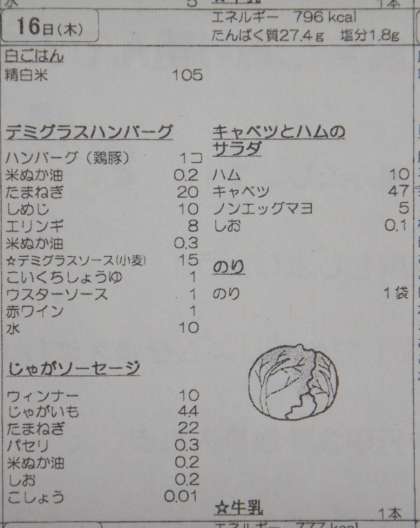 16日(木)
エネルギー 796 kcal
たんぱく質27.4g 塩分1.8g
白ごはん
精白米 105
デミグラスハンバーグ
ハンバーグ(鶏豚) 1コ
米ぬか油 0.2
たまねぎ 20
しめじ 10
エリンギ 8
米ぬか油 0.3
☆デミグラスソース(小麦) 15
こいくちしょうゆ 1
ウスターソース 1
赤ワイン 1
水 10
じゃがソーセージ
ウィンナー 10
じゃがいも 44
たまねぎ 22
パセリ 0.3
米ぬか油 0.2
しお 0.2
こしょう 0.01
キャベツとハムの
サラダ
ハム 10
キャベツ 47
ノンエッグマヨ 5
しお 0.1
のり
のり 1袋
☆牛乳 1本